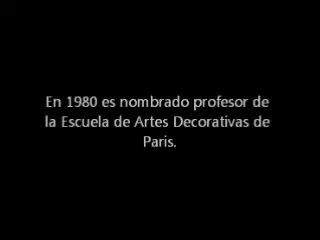 En 1980 es nombrado profesor de
la Escuela de Artes Decorativas de
Paris.